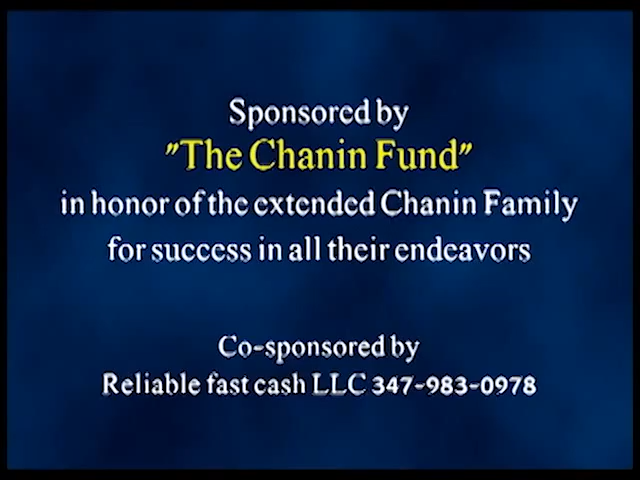 Sponsored by
"The Chanin Fund"
in honor of the extended Chanin Family
for success in all their endeavors
Co-sponsored by
Reliable fast cash LLC 347-983-0978